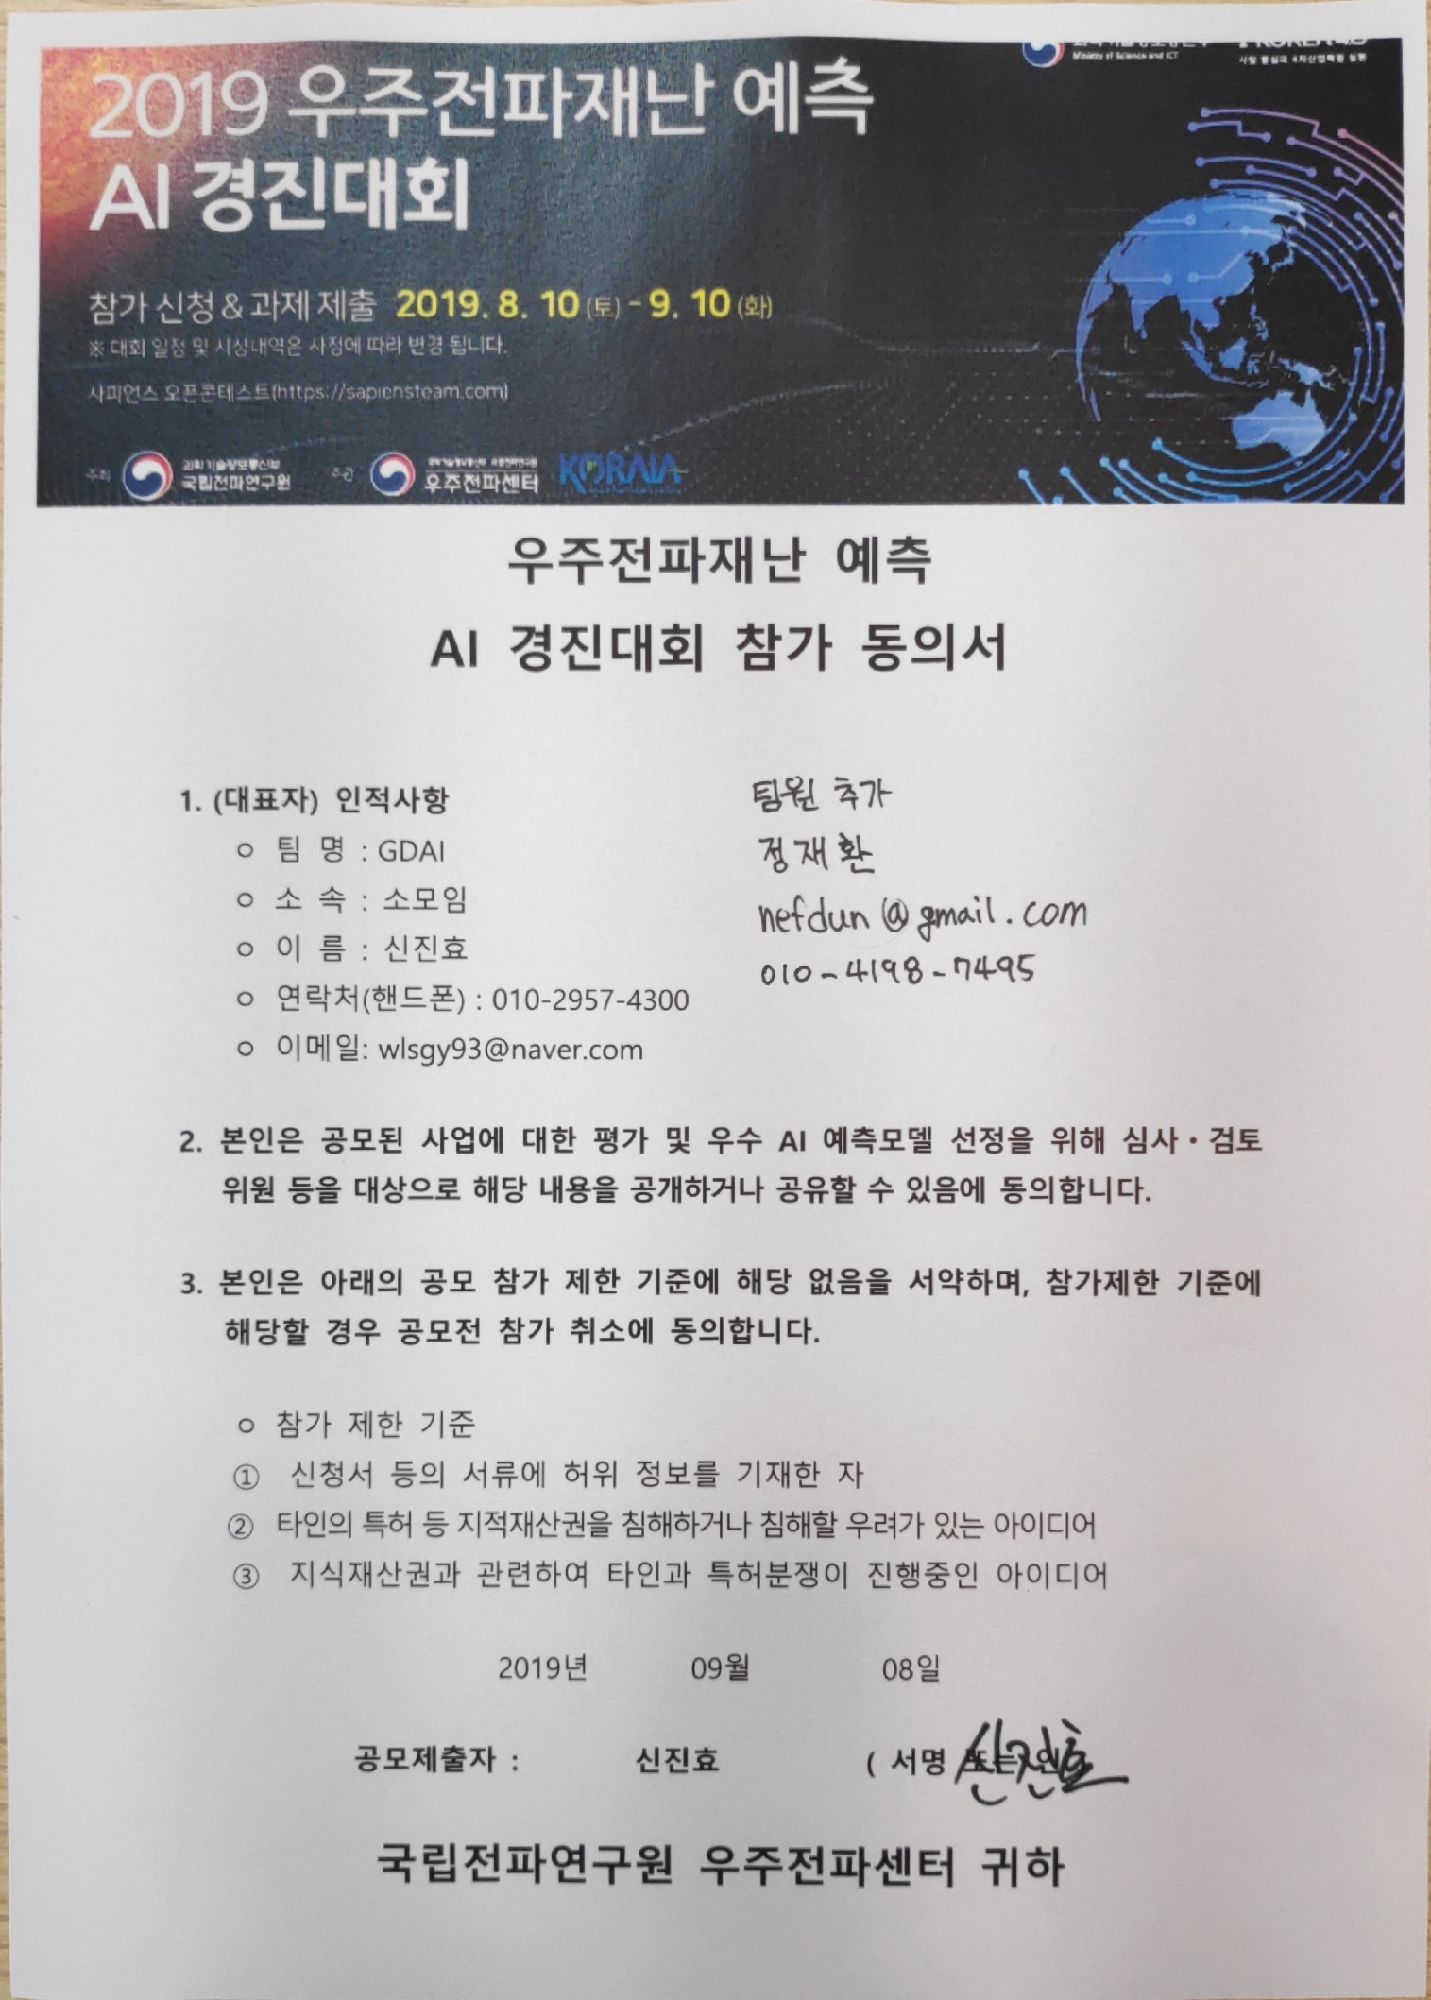 2019 우주전파재난 예측
AI 경진대회
Ministry of Science and ICT
참가 신청 & 과제 제출 2019. 8. 10 (토) - 9. 10 (화)
※ 대회 일정 및 시상내역은 사정에 따라 변경 됩니다.
사피언스 오픈콘테스트(https://sapiensteam.com)
주최 과학기술정보통신부 국립전파연구원 주관 우주전파센터 KORAIA
우주전파재난 예측
AI 경진대회 참가 동의서
1. (대표자) 인적사항
ㅇ 팀 명 : GDAI
ㅇ 소 속 : 소모임
ㅇ 이 름 : 신진효
ㅇ 연락처(핸드폰) : 010-2957-4300
ㅇ 이메일: wlsgy93@naver.com
팀원 추가
정재환
nefdun@gmail.com
010-4198-7495
2. 본인은 공모된 사업에 대한 평가 및 우수 AI 예측모델 선정을 위해 심사·검토
위원 등을 대상으로 해당 내용을 공개하거나 공유할 수 있음에 동의합니다.
3. 본인은 아래의 공모 참가 제한 기준에 해당 없음을 서약하며, 참가제한 기준에
해당할 경우 공모전 참가 취소에 동의합니다.
ㅇ 참가 제한 기준
① 신청서 등의 서류에 허위 정보를 기재한 자
② 타인의 특허 등 지적재산권을 침해하거나 침해할 우려가 있는 아이디어
③ 지식재산권과 관련하여 타인과 특허분쟁이 진행중인 아이디어
2019년 09월 08일
공모제출자 : 신진효 ( 서명 또는 인 신진효
국립전파연구원 우주전파센터 귀하